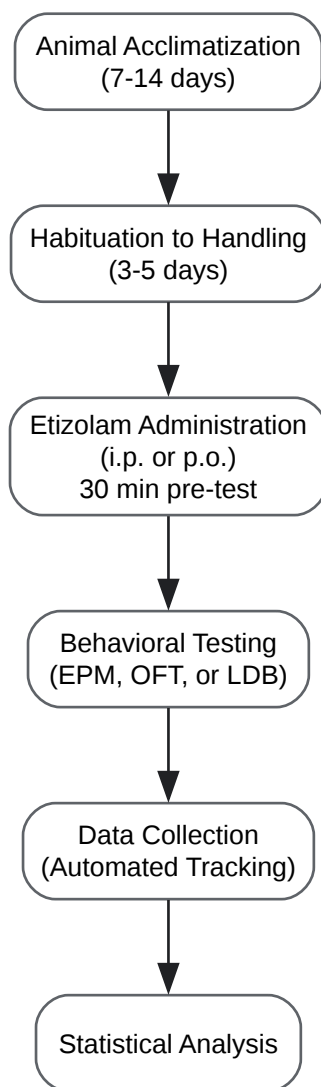 Animal Acclimatization
(7-14 days)
Habituation to Handling
(3-5 days)
Etizolam Administration
(i.p. or p.o.)
30 min pre-test
Behavioral Testing
(EPM, OFT, or LDB)
Data Collection
(Automated Tracking)
Statistical Analysis